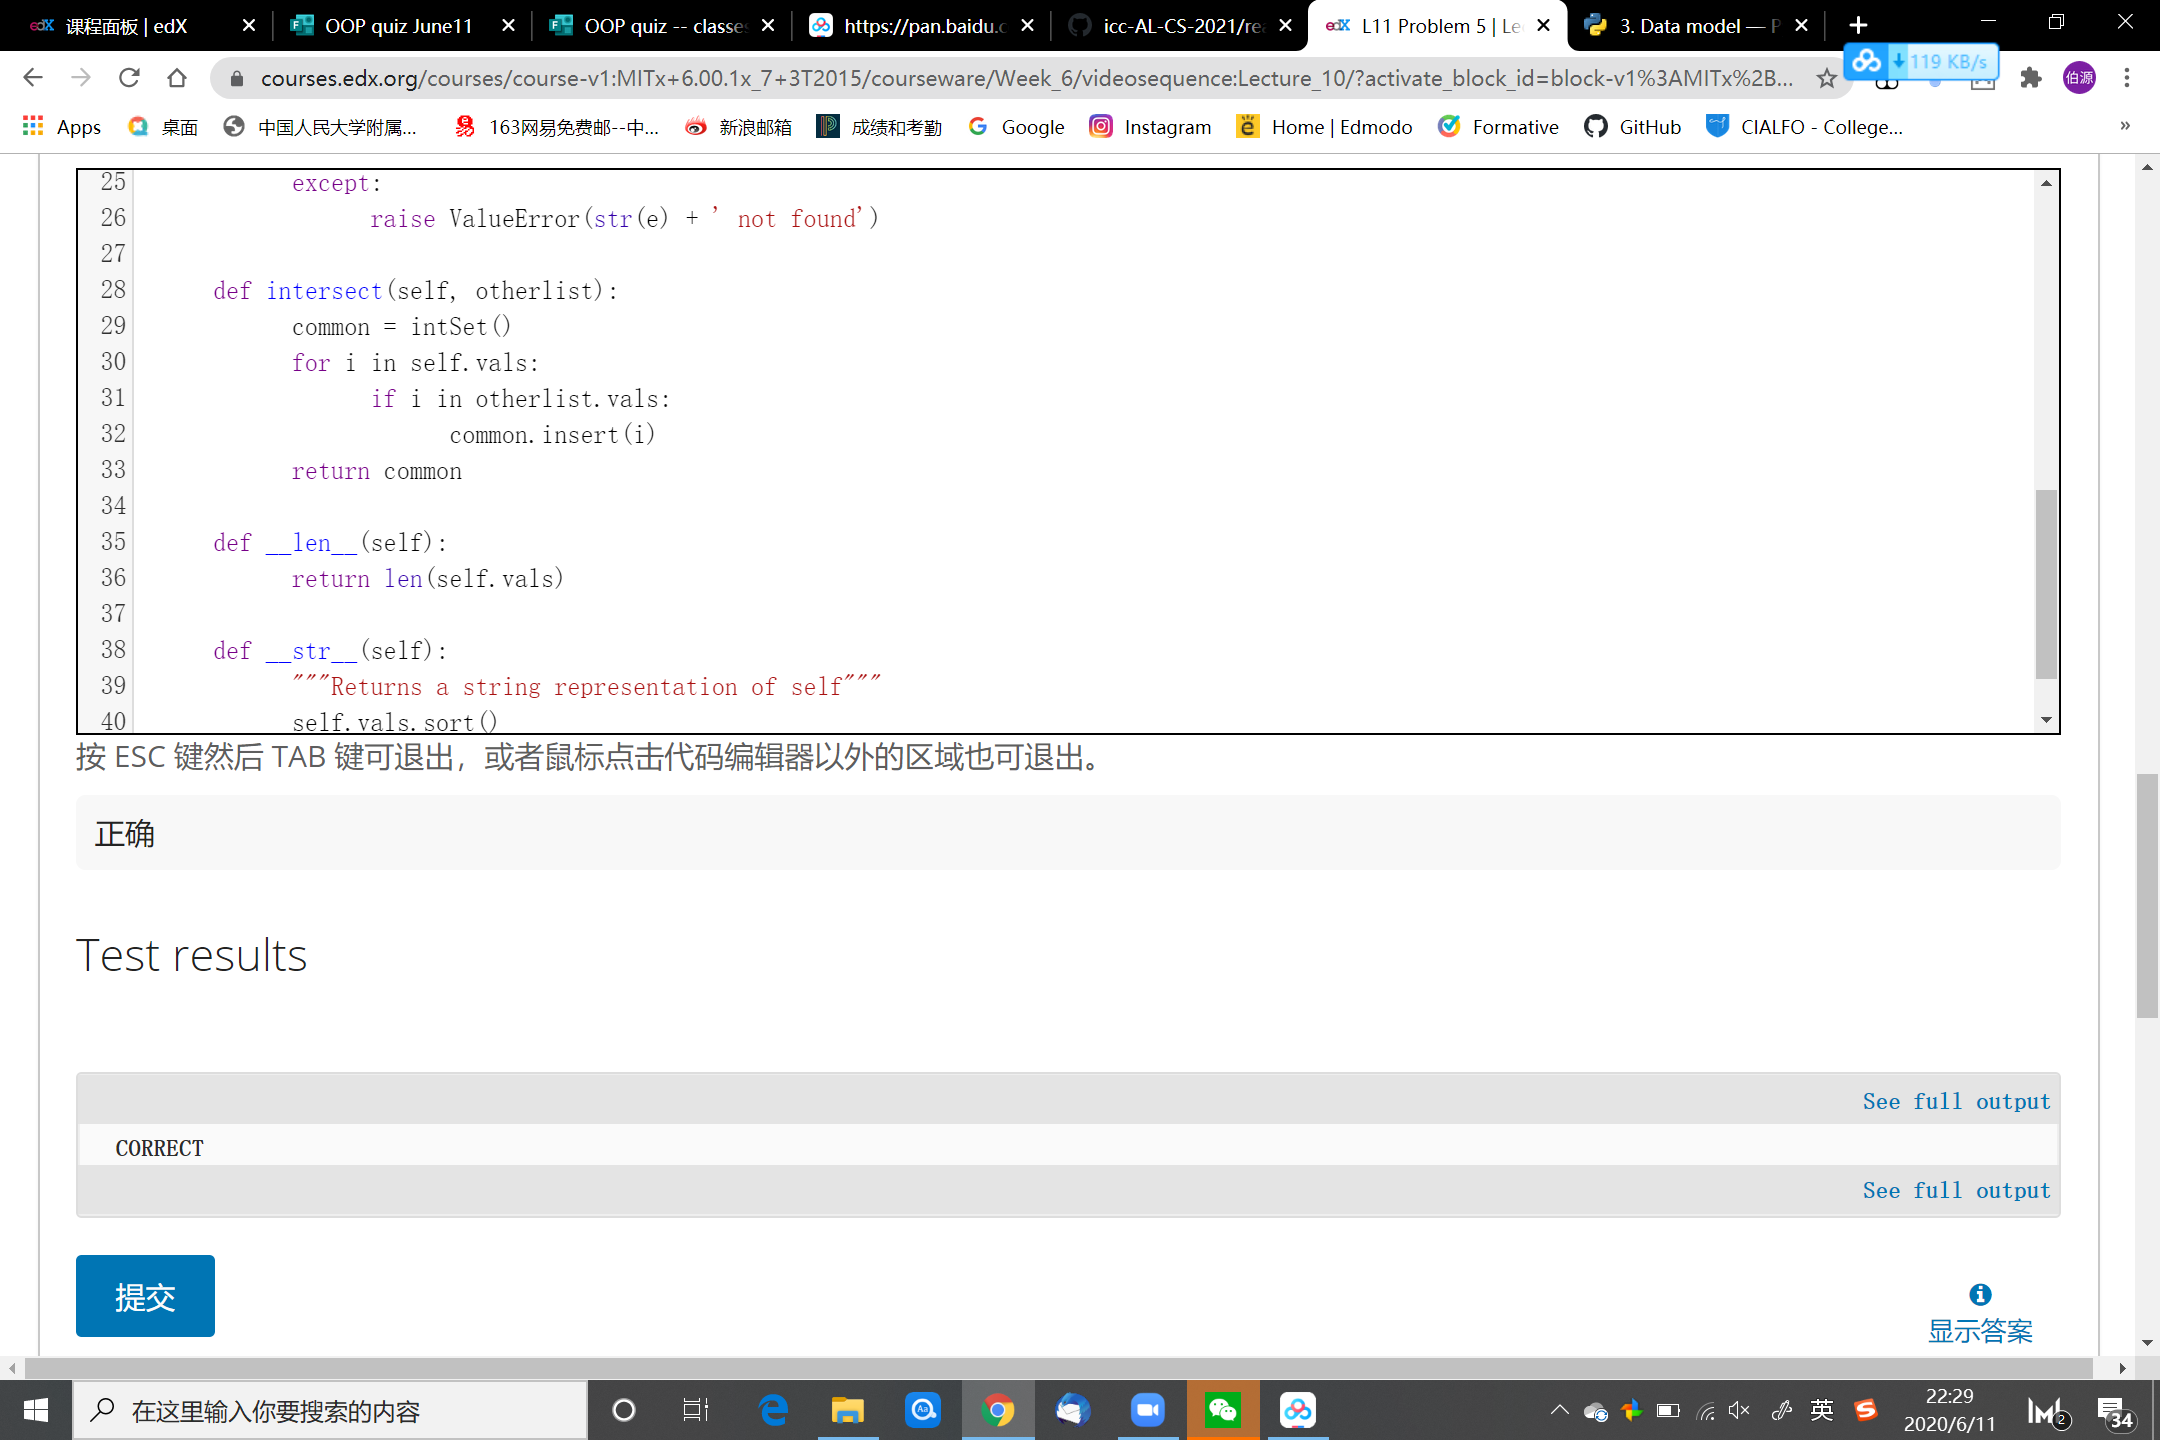 课程面板 | edX
OOP quiz June11
OOP quiz -- classes
https://pan.baidu.c
icc-AL-CS-2021/rea
L11 Problem 5 | Le
3. Data model — P
courses.edx.org/courses/course-v1:MITx+6.00.1x_7+3T2015/courseware/Week_6/videosequence:Lecture_10/?activate_block_id=block-v1%3AMITx%2B...
119 KB/s
伯源
Apps
桌面
中国人民大学附属...
163网易免费邮--中...
新浪邮箱
成绩和考勤
Google
Instagram
Home | Edmodo
Formative
GitHub
CIALFO - College...
»
25 except:
26 raise ValueError(str(e) + ' not found')
27
28 def intersect(self, otherlist):
29 common = intSet()
30 for i in self.vals:
31 if i in otherlist.vals:
32 common.insert(i)
33 return common
34
35 def __len__(self):
36 return len(self.vals)
37
38 def __str__(self):
39 """Returns a string representation of self"""
40 self.vals.sort()
按 ESC 键然后 TAB 键可退出，或者鼠标点击代码编辑器以外的区域也可退出。
正确
Test results
See full output
CORRECT
See full output
提交
显示答案
在这里输入你要搜索的内容
英
22:29
2020/6/11
2
34